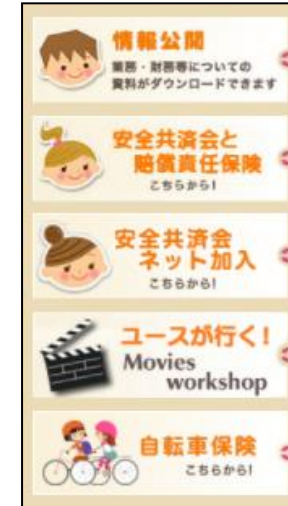 情報公開
業務・財務等についての
資料がダウンロードできます
安全共済会と
賠償責任保険
こちらから!
安全共済会
ネット加入
こちらから!
ユースが行く!
Movies
workshop
自転車保険
こちらから!